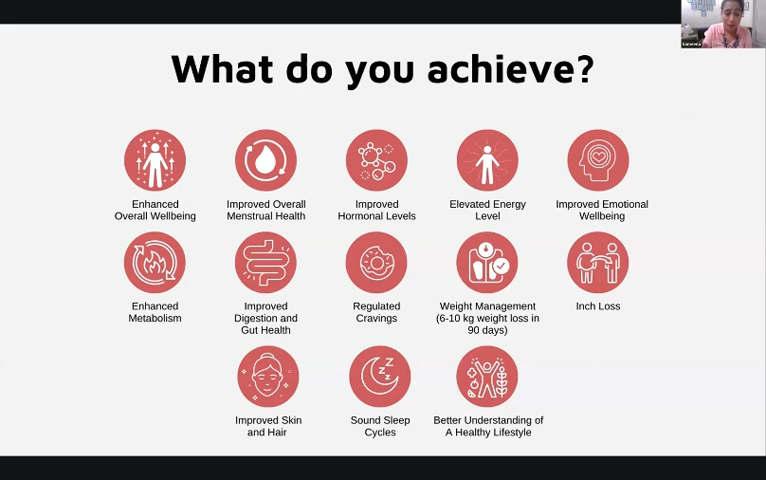 What do you achieve?
Enhanced
Overall Wellbeing
Improved Overall
Menstrual Health
Improved
Hormonal Levels
Elevated Energy
Level
Improved Emotional
Wellbeing
Enhanced
Metabolism
Improved
Digestion and
Gut Health
Regulated
Cravings
Weight Management
(6-10 kg weight loss in
90 days)
Inch Loss
Improved Skin
and Hair
Sound Sleep
Cycles
Better Understanding of
A Healthy Lifestyle